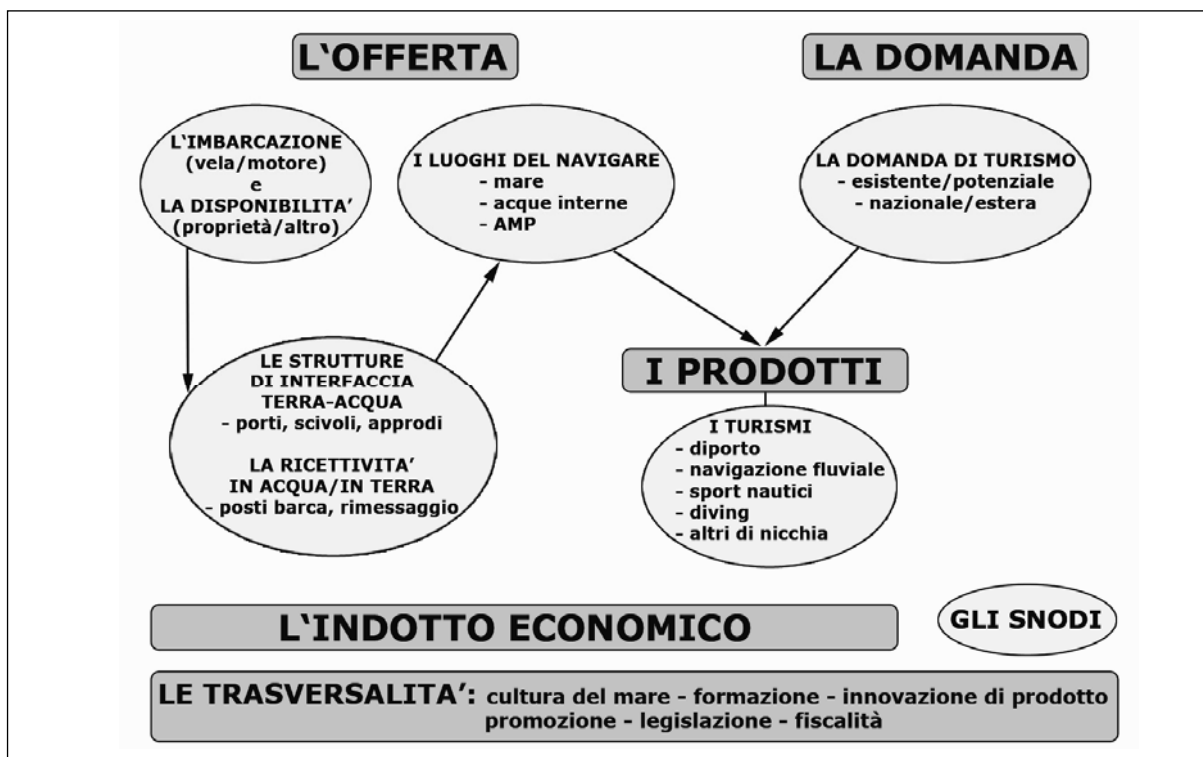 L'OFFERTA
LA DOMANDA
L'IMBARCAZIONE
(vela/motore)
e
LA DISPONIBILITA'
(proprietà/altro)
I LUOGHI DEL NAVIGARE
- mare
- acque interne
- AMP
LA DOMANDA DI TURISMO
- esistente/potenziale
- nazionale/estera
LE STRUTTURE
DI INTERFACCIA
TERRA-ACQUA
- porti, scivoli, approdi
LA RICETTIVITA'
IN ACQUA/IN TERRA
- posti barca, rimessaggio
I PRODOTTI
I TURISMI
- diporto
- navigazione fluviale
- sport nautici
- diving
- altri di nicchia
L'INDOTTO ECONOMICO
GLI SNODI
LE TRASVERSALITA': cultura del mare - formazione - innovazione di prodotto
promozione - legislazione - fiscalità